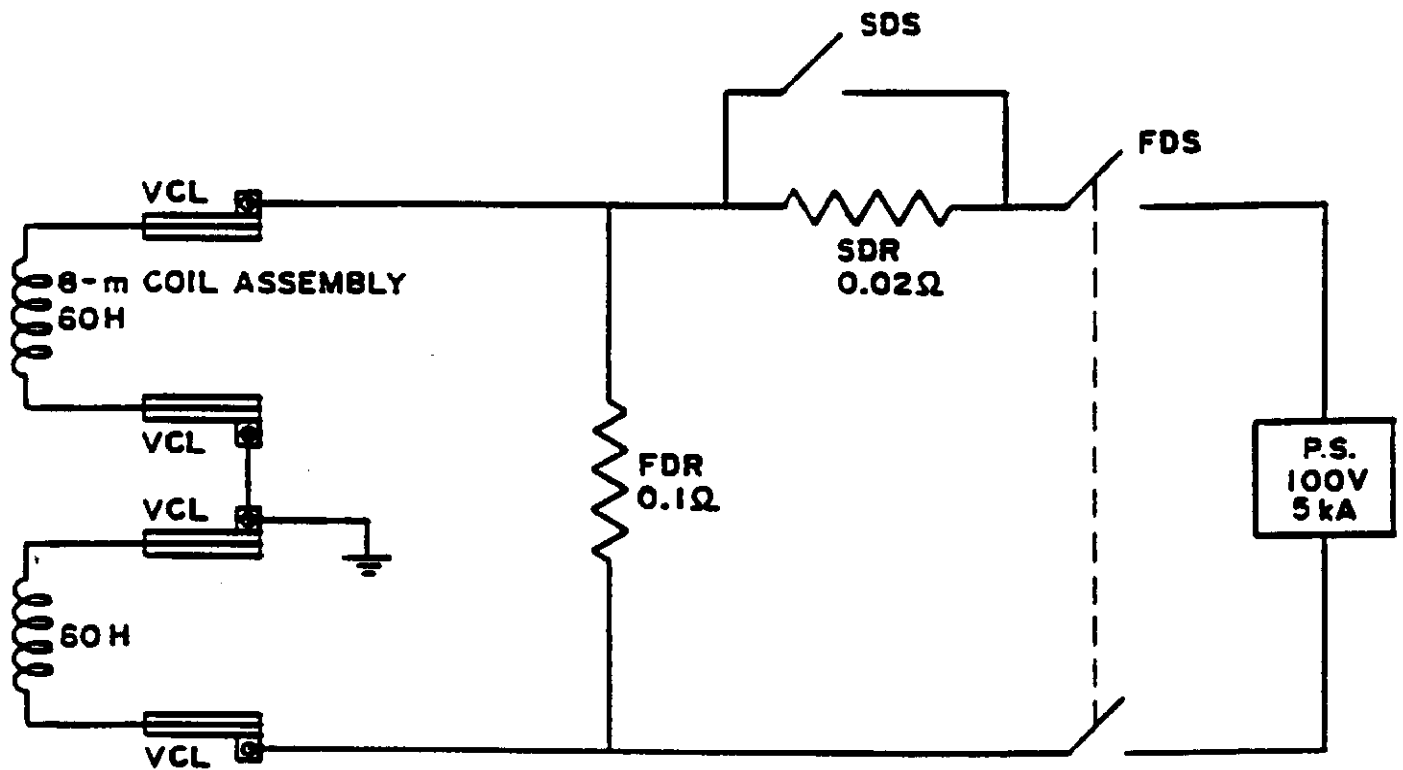 SDS
FDS
VCL
SDR
0.02Ω
8-m COIL ASSEMBLY
60H
VCL
P.S.
100V
5kA
FDR
0.1Ω
VCL
60H
VCL